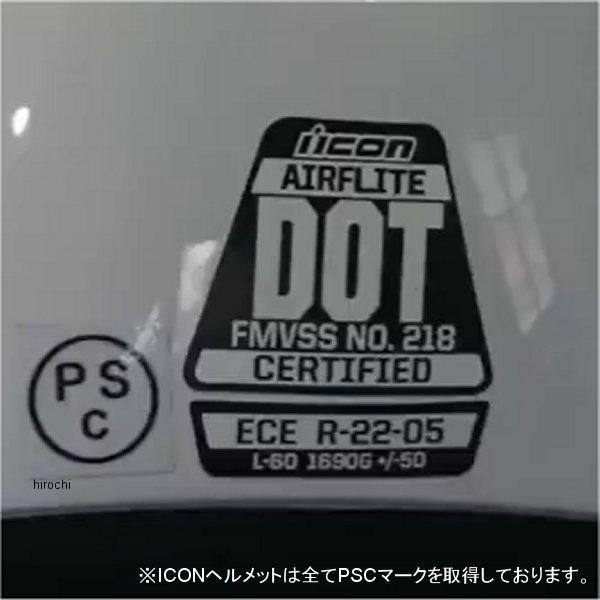 icon
AIRFLITE
DOT
FMVSS NO. 218
CERTIFIED
ECE R-22-05
L-60 1690G +/-50
PS
C
hirochi
※ICONヘルメットは全てPSCマークを取得しております。